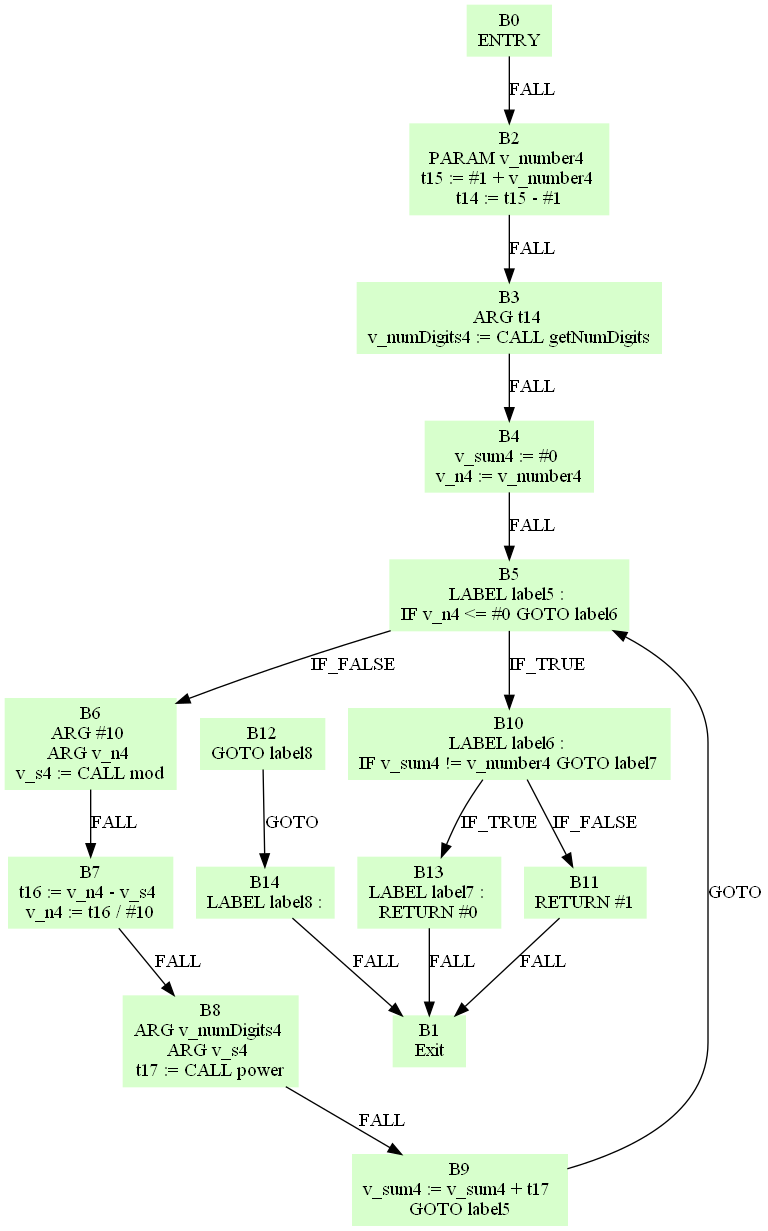 B0
ENTRY
FALL
B2
PARAM v_number4
t15 := #1 + v_number4
t14 := t15 - #1
FALL
B3
ARG t14
v_numDigits4 := CALL getNumDigits
FALL
B4
v_sum4 := #0
v_n4 := v_number4
FALL
B5
LABEL label5 :
IF v_n4 <= #0 GOTO label6
IF_FALSE
IF_TRUE
B6
ARG #10
ARG v_n4
v_s4 := CALL mod
B12
GOTO label8
B10
LABEL label6 :
IF v_sum4 != v_number4 GOTO label7
FALL
GOTO
IF_TRUE
IF_FALSE
B7
t16 := v_n4 - v_s4
v_n4 := t16 / #10
B14
LABEL label8 :
B13
LABEL label7 :
RETURN #0
B11
RETURN #1
GOTO
FALL
FALL
FALL
FALL
B8
ARG v_numDigits4
ARG v_s4
t17 := CALL power
B1
Exit
FALL
B9
v_sum4 := v_sum4 + t17
GOTO label5